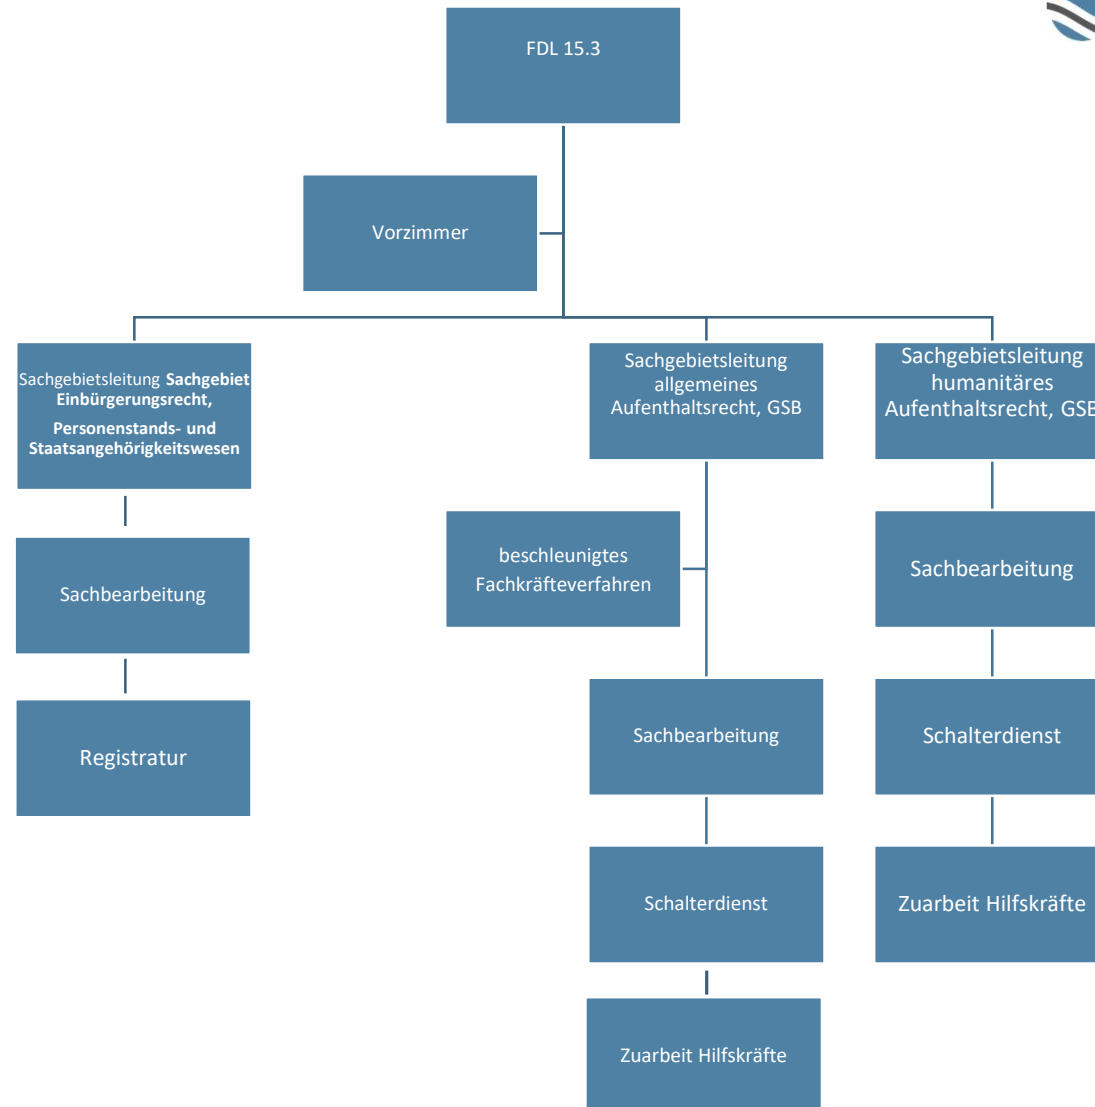 FDL 15.3
Vorzimmer
Sachgebietsleitung Sachgebiet
Einbürgerungsrecht,
Personenstands- und
Staatsangehörigkeitswesen
Sachbearbeitung
Registratur
Sachgebietsleitung
allgemeines
Aufenthaltsrecht, GSB
beschleunigtes
Fachkräfteverfahren
Sachbearbeitung
Schalterdienst
Zuarbeit Hilfskräfte
Sachgebietsleitung
humanitäres
Aufenthaltsrecht, GSB
Sachbearbeitung
Schalterdienst
Zuarbeit Hilfskräfte